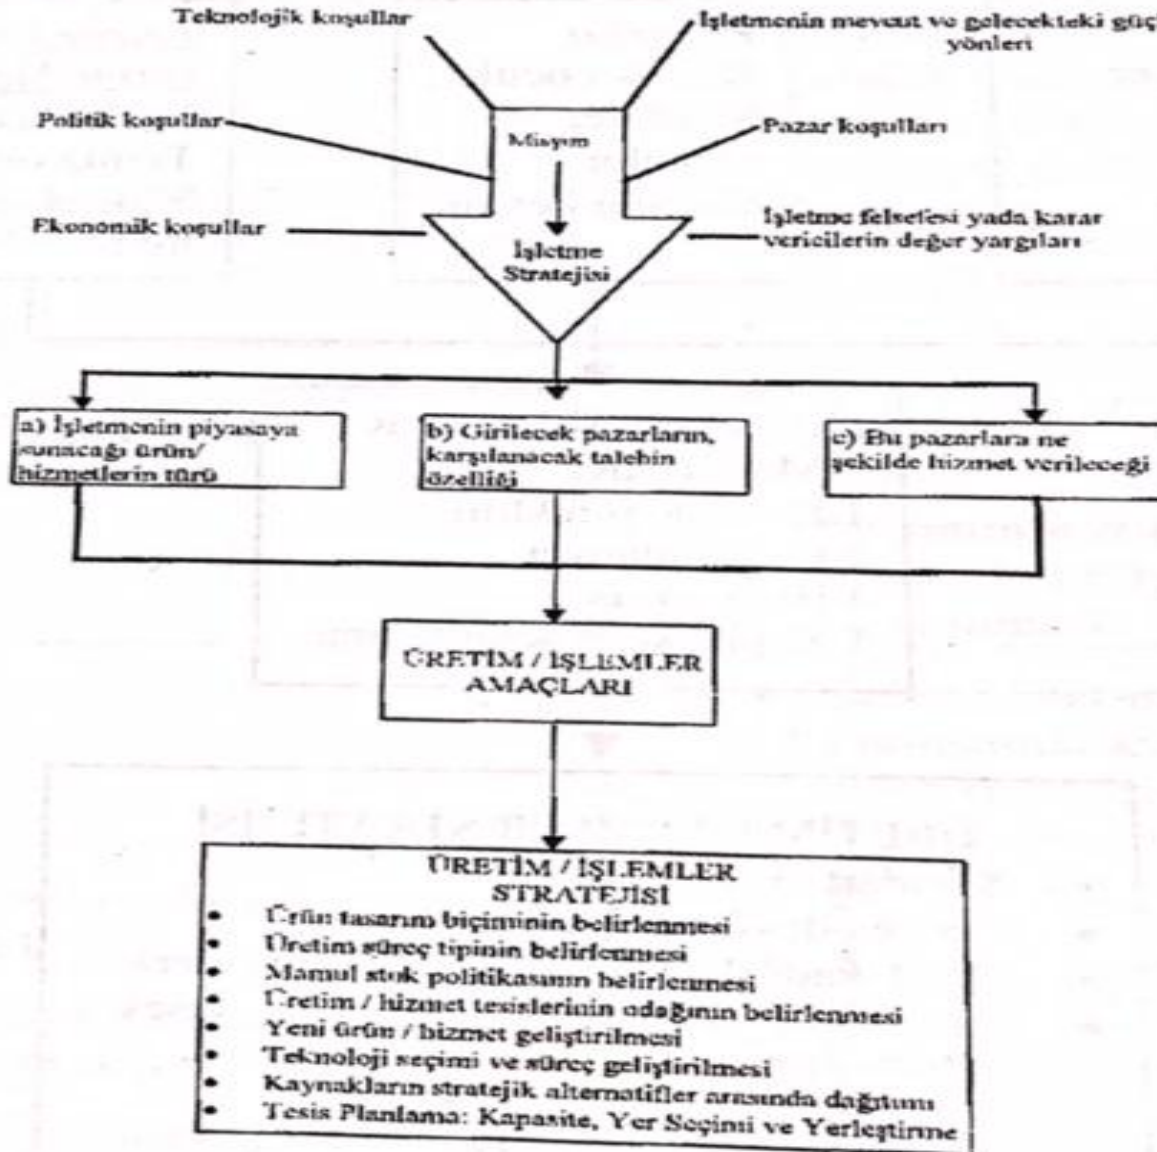 Teknolojik koşullar
İşletmenin mevcut ve gelecekteki güç
yönleri
Politik koşullar
Misyon
Pazar koşulları
Ekonomik koşullar
İşletme felsefesi yada karar
vericilerin değer yargıları
İşletme
Stratejisi
a) İşletmenin piyasaya
sunacağı ürün/
hizmetlerin türü
b) Girilecek pazarların,
karşılanacak talebin
özelliği
c) Bu pazarlara ne
şekilde hizmet verileceği
ÜRETİM / İŞLEMLER
AMAÇLARI
ÜRETİM / İŞLEMLER
STRATEJISI
• Ürün tasarım biçiminin belirlenmesi
• Üretim süreç tipinin belirlenmesi
• Mamul stok politikasının belirlenmesi
• Üretim / hizmet tesislerinin odağının belirlenmesi
• Yeni ürün / hizmet geliştirilmesi
• Teknoloji seçimi ve süreç geliştirilmesi
• Kaynakların stratejik alternatifler arasında dağıtımı
• Tesis Planlama: Kapasite, Yer Seçimi ve Yerleştirme